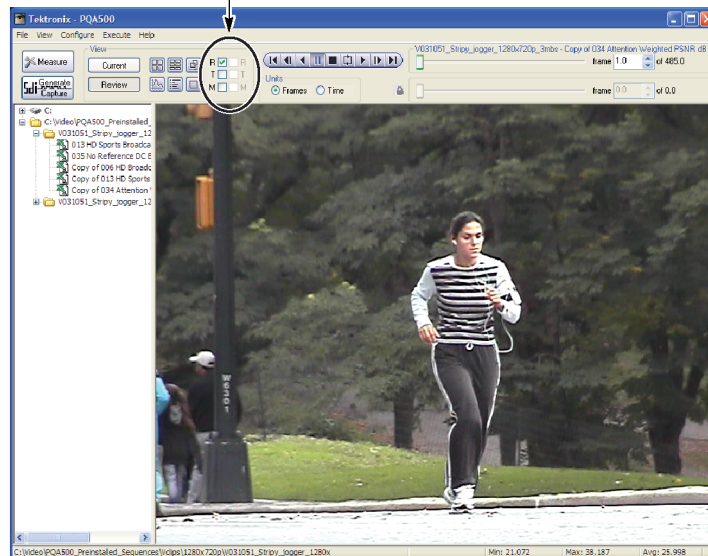 Tektronix - PQA500
File View Configure Execute Help
Measure
View
Current
Generate
Capture
Review
R R
T T
M M
Units
Frames Time
V031051_Stripy_jogger_1280x720p_3mbs - Copy of 034 Attention Weighted PSNR dB
frame 1.0 of 485.0
frame 0.0 of 0.0
C:
C:\Video\PQA500_Preinstalled_
V031051_Stripy_jogger_12
013 HD Sports Broadca
035 No Reference DC E
Copy of 006 HD Broadc
Copy of 013 HD Sports
Copy of 034 Attention
V031051_Stripy_jogger_12
W6301
C:\Video\PQA500_Preinstalled_Sequences\Vclips\1280x720p\V031051_Stripy_jogger_1280x
Min: 21.072
Max: 38.187
Avg: 25.998